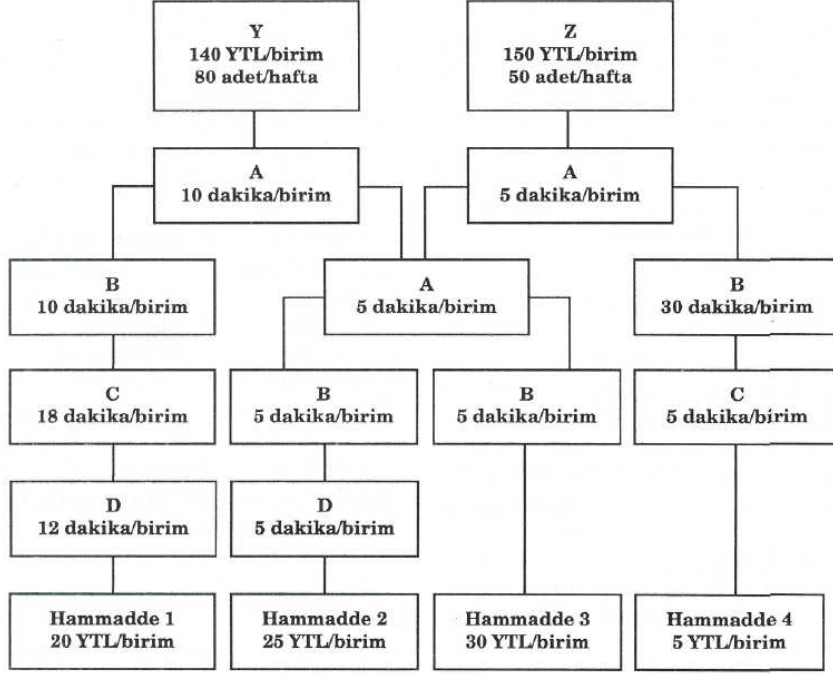 Y
140 YTL/birim
80 adet/hafta
Z
150 YTL/birim
50 adet/hafta
A
10 dakika/birim
A
5 dakika/birim
B
10 dakika/birim
A
5 dakika/birim
B
30 dakika/birim
C
18 dakika/birim
B
5 dakika/birim
B
5 dakika/birim
C
5 dakika/birim
D
12 dakika/birim
D
5 dakika/birim
Hammadde 1
20 YTL/birim
Hammadde 2
25 YTL/birim
Hammadde 3
30 YTL/birim
Hammadde 4
5 YTL/birim